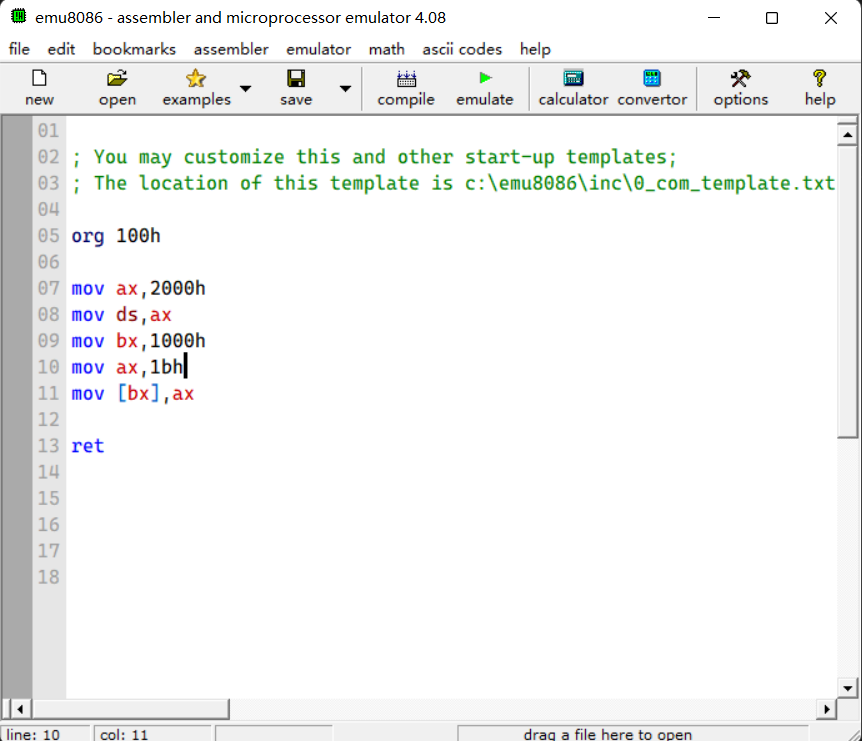 emu8086 - assembler and microprocessor emulator 4.08
file edit bookmarks assembler emulator math ascii codes help
new open examples save compile emulate calculator convertor options help
01
02 ; You may customize this and other start-up templates;
03 ; The location of this template is c:\emu8086\inc\0_com_template.txt
04
05 org 100h
06
07 mov ax,2000h
08 mov ds,ax
09 mov bx,1000h
10 mov ax,1bh
11 mov [bx],ax
12
13 ret
14
15
16
17
18
line: 10 col: 11 drag a file here to open